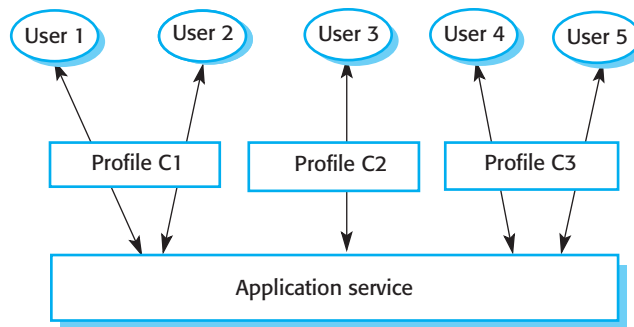 User 1
User 2
User 3
User 4
User 5
Profile C1
Profile C2
Profile C3
Application service